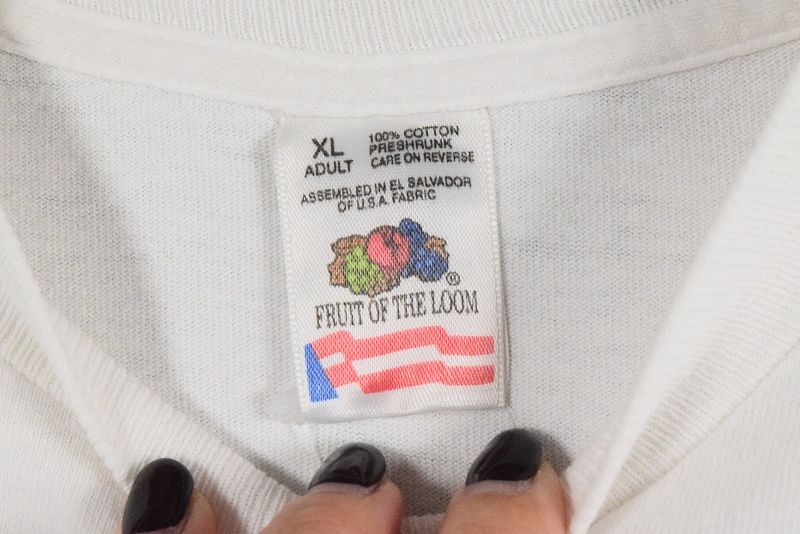 XL
ADULT
100% COTTON
PRESHRUNK
CARE ON REVERSE
ASSEMBLED IN EL SALVADOR
OF U.S.A. FABRIC
®
FRUIT OF THE LOOM